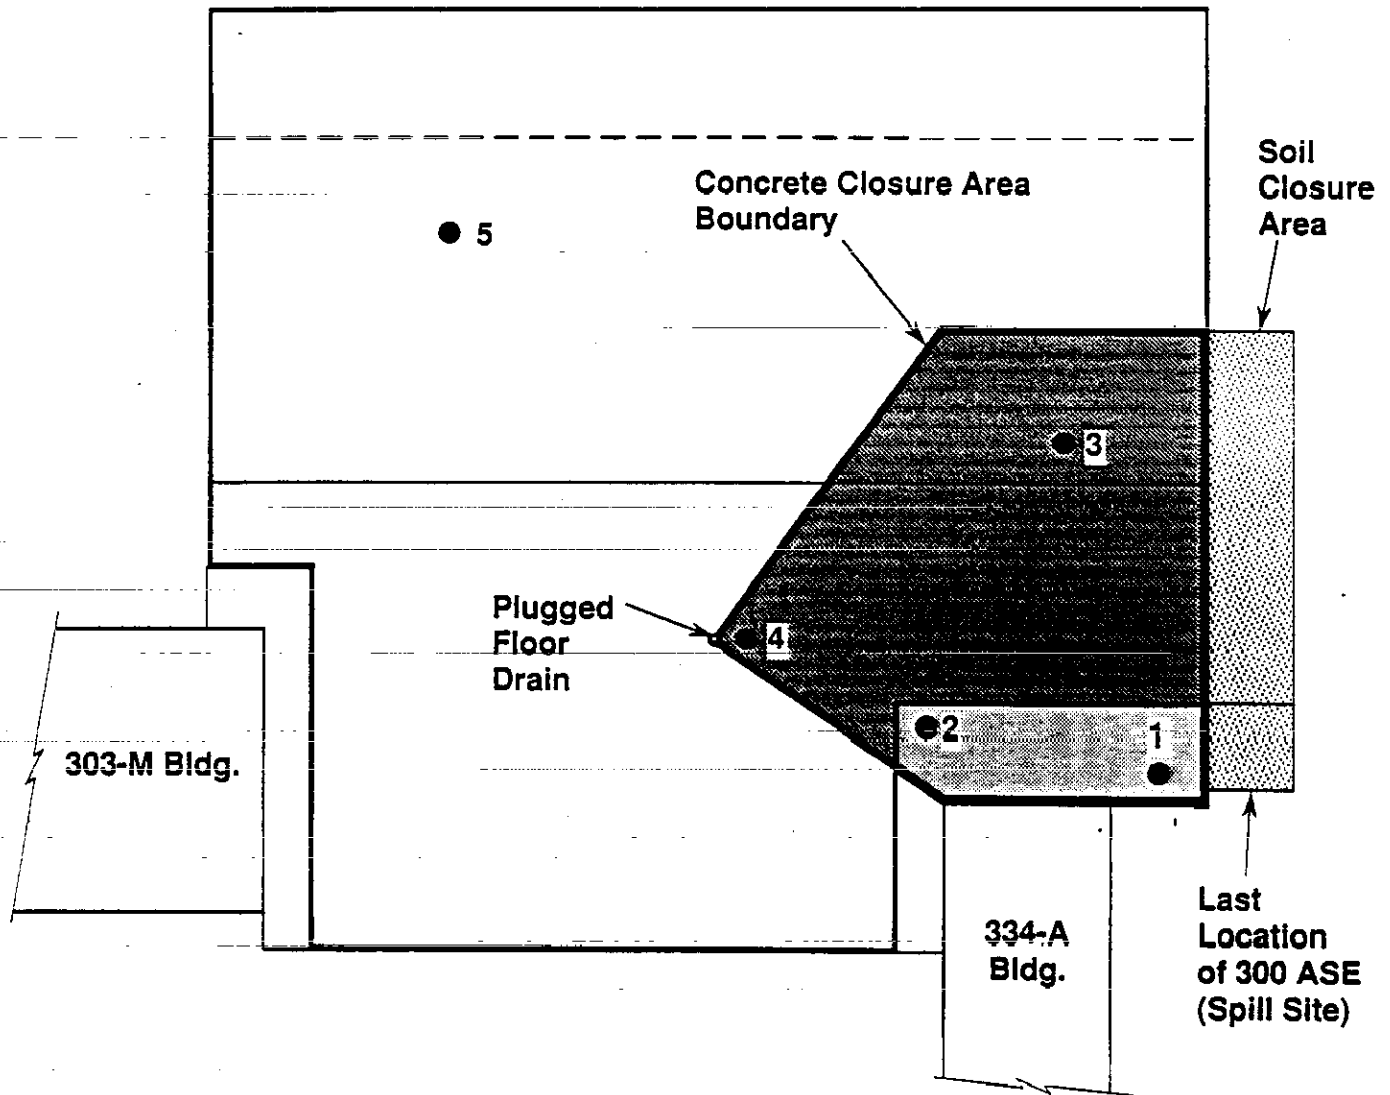 Soil
Closure
Area
Concrete Closure Area
Boundary
5
3
Plugged
Floor
Drain
4
2
1
303-M Bldg.
334-A
Bldg.
Last
Location
of 300 ASE
(Spill Site)